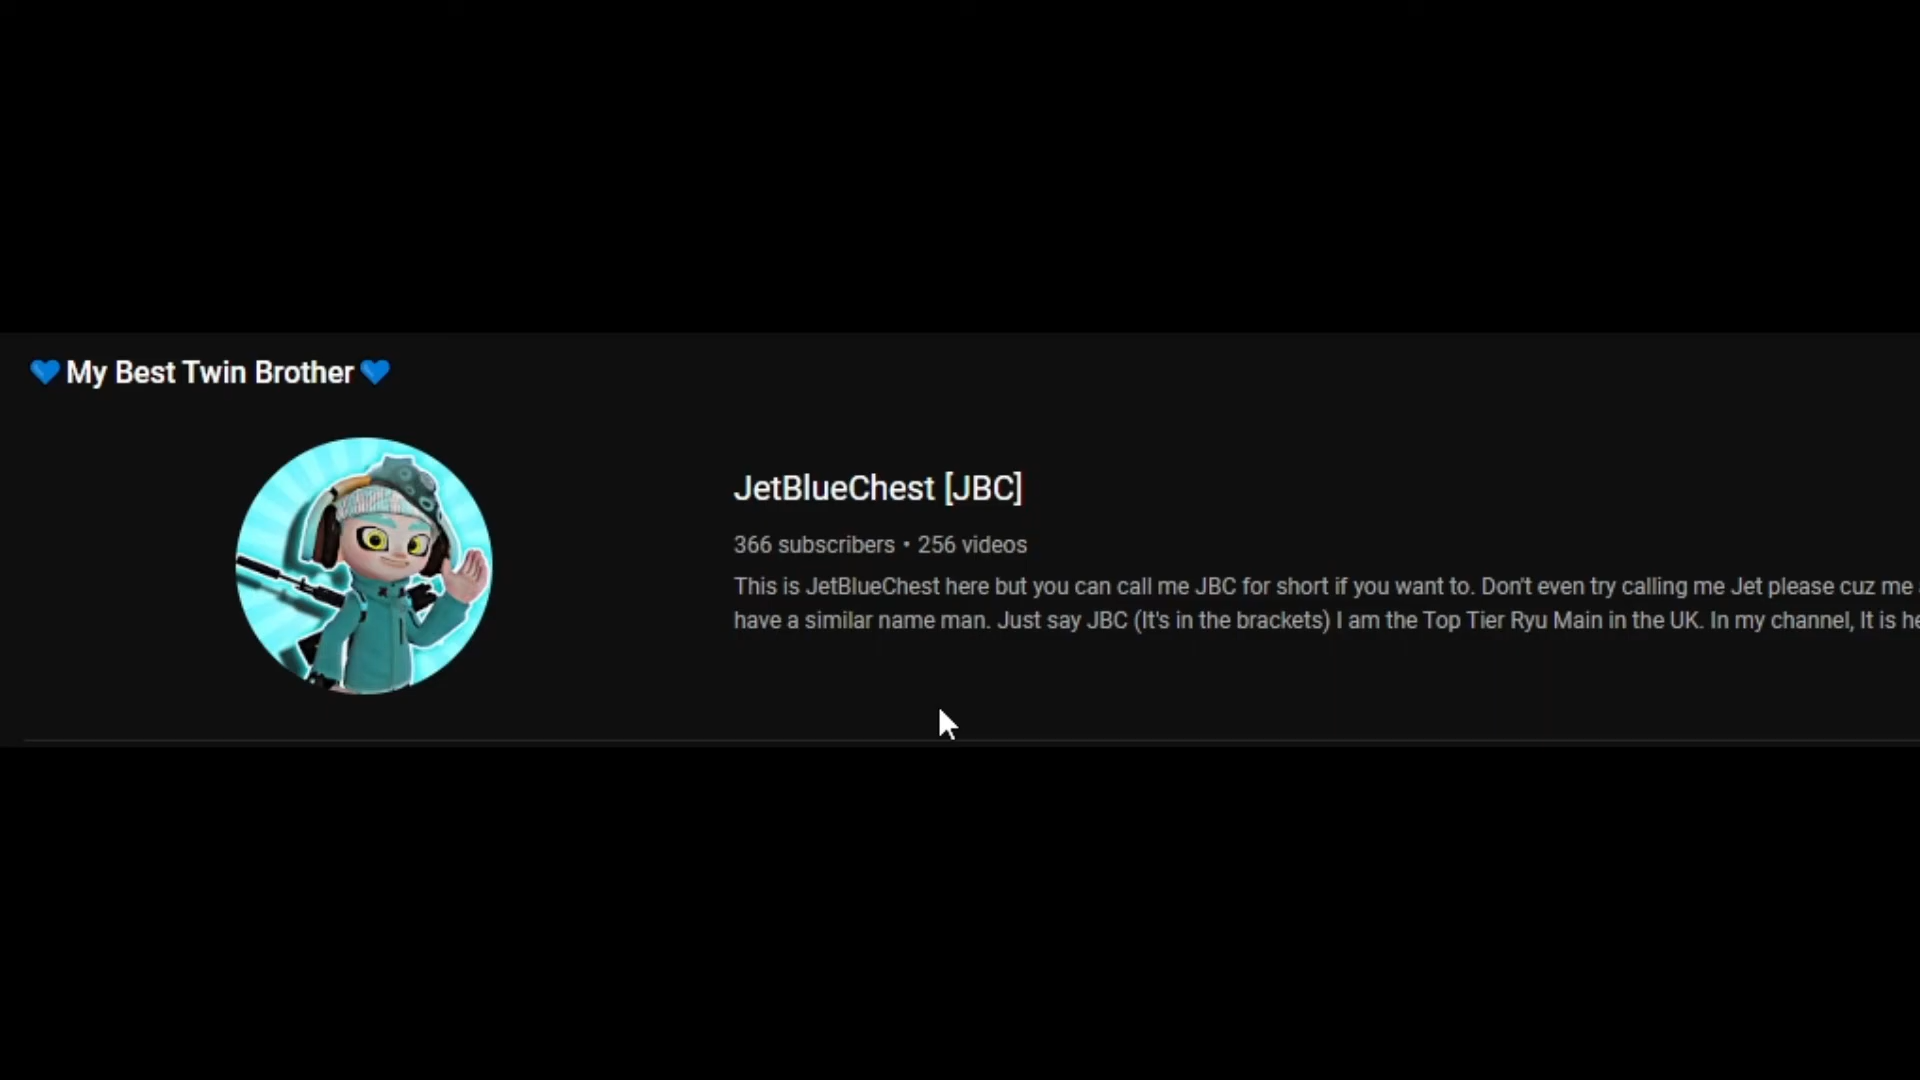 💙My Best Twin Brother💙
JetBlueChest [JBC]
366 subscribers • 256 videos
This is JetBlueChest here but you can call me JBC for short if you want to. Don't even try calling me Jet please cuz me
have a similar name man. Just say JBC (It's in the brackets) I am the Top Tier Ryu Main in the UK. In my channel, It is